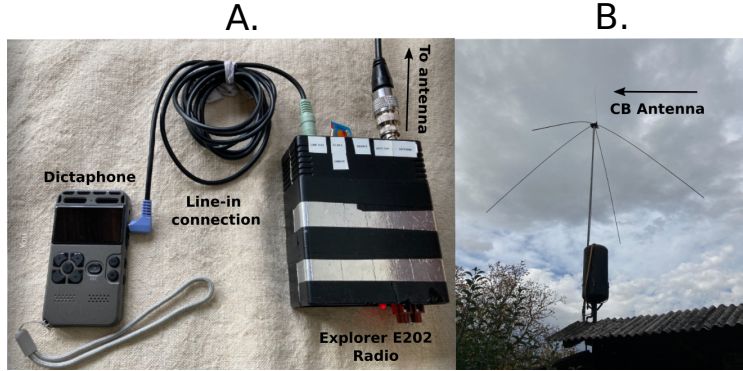 A.
B.
To antenna
CB Antenna
Dictaphone
Line-in
connection
Explorer E202
Radio